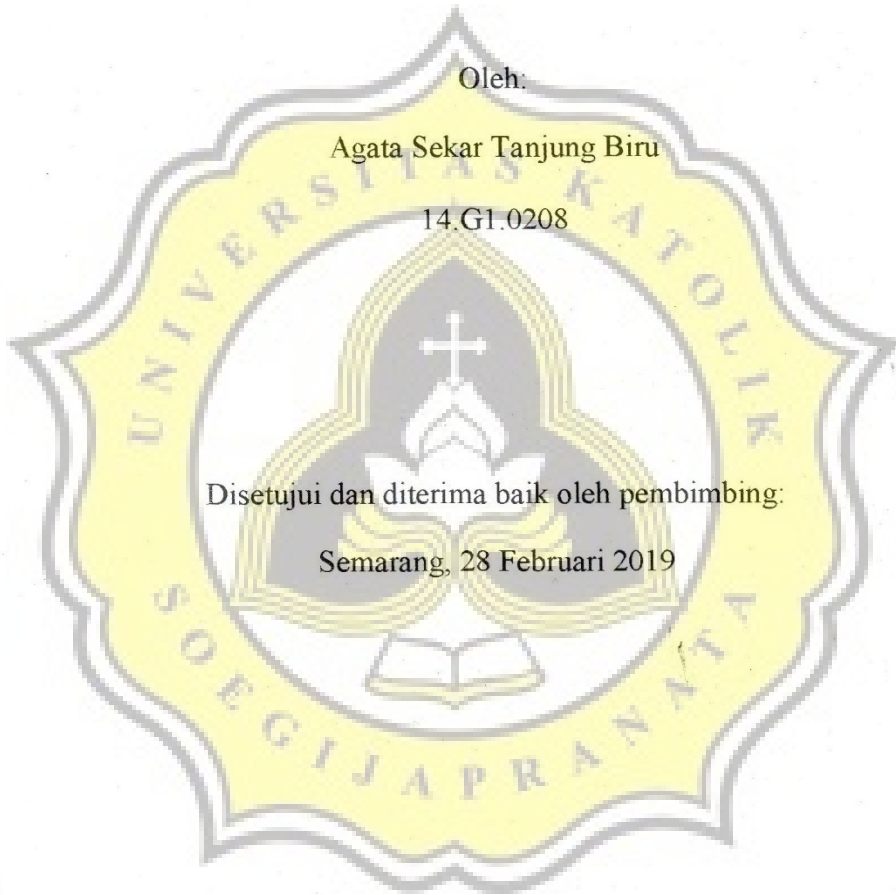 Oleh:
Agata Sekar Tanjung Biru
14.G1.0208
UNIVERSITAS KATOLIK
Disetujui dan diterima baik oleh pembimbing:
Semarang, 28 Februari 2019
SOEGIJAPRANATA